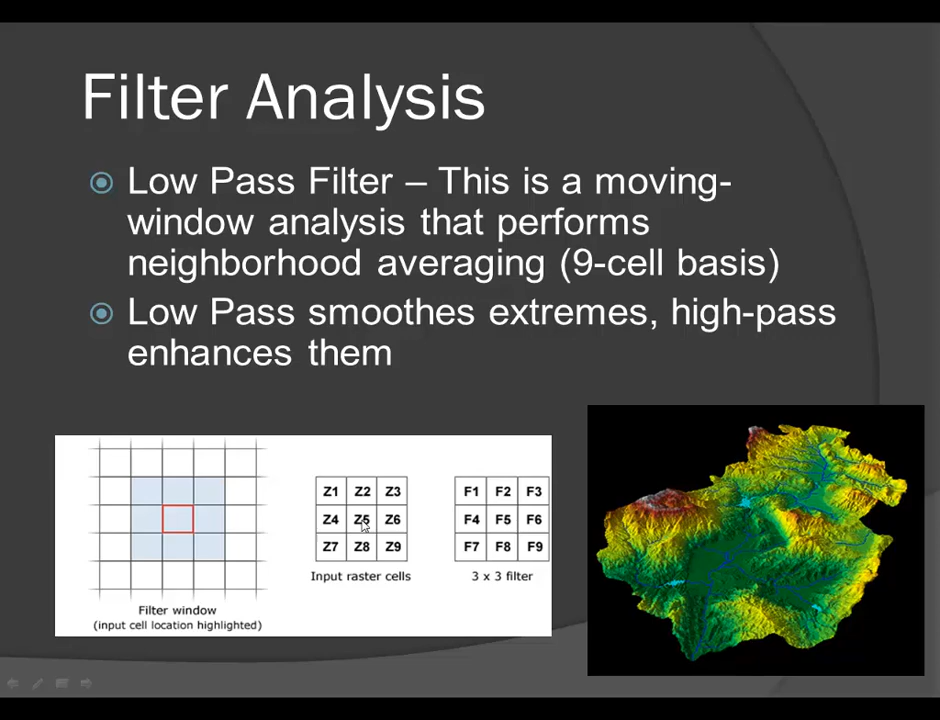 Filter Analysis
Low Pass Filter – This is a moving-
window analysis that performs
neighborhood averaging (9-cell basis)
Low Pass smoothes extremes, high-pass
enhances them
Z1 Z2 Z3
Z4 Z5 Z6
Z7 Z8 Z9
Input raster cells
F1 F2 F3
F4 F5 F6
F7 F8 F9
3 x 3 filter
Filter window
(input cell location highlighted)